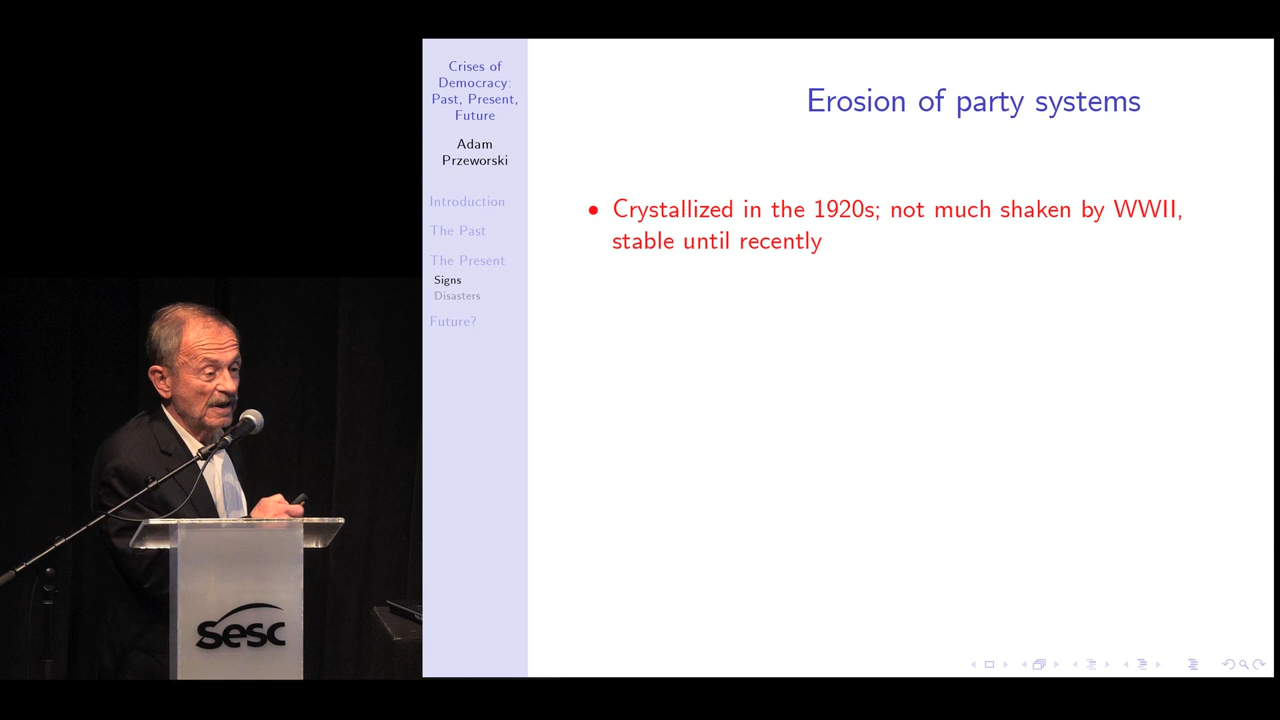 Crises of
Democracy:
Past, Present,
Future
Adam
Przeworski
Introduction
The Past
The Present
Signs
Disasters
Future?
Erosion of party systems
• Crystallized in the 1920s; not much shaken by WWII,
stable until recently
sesc